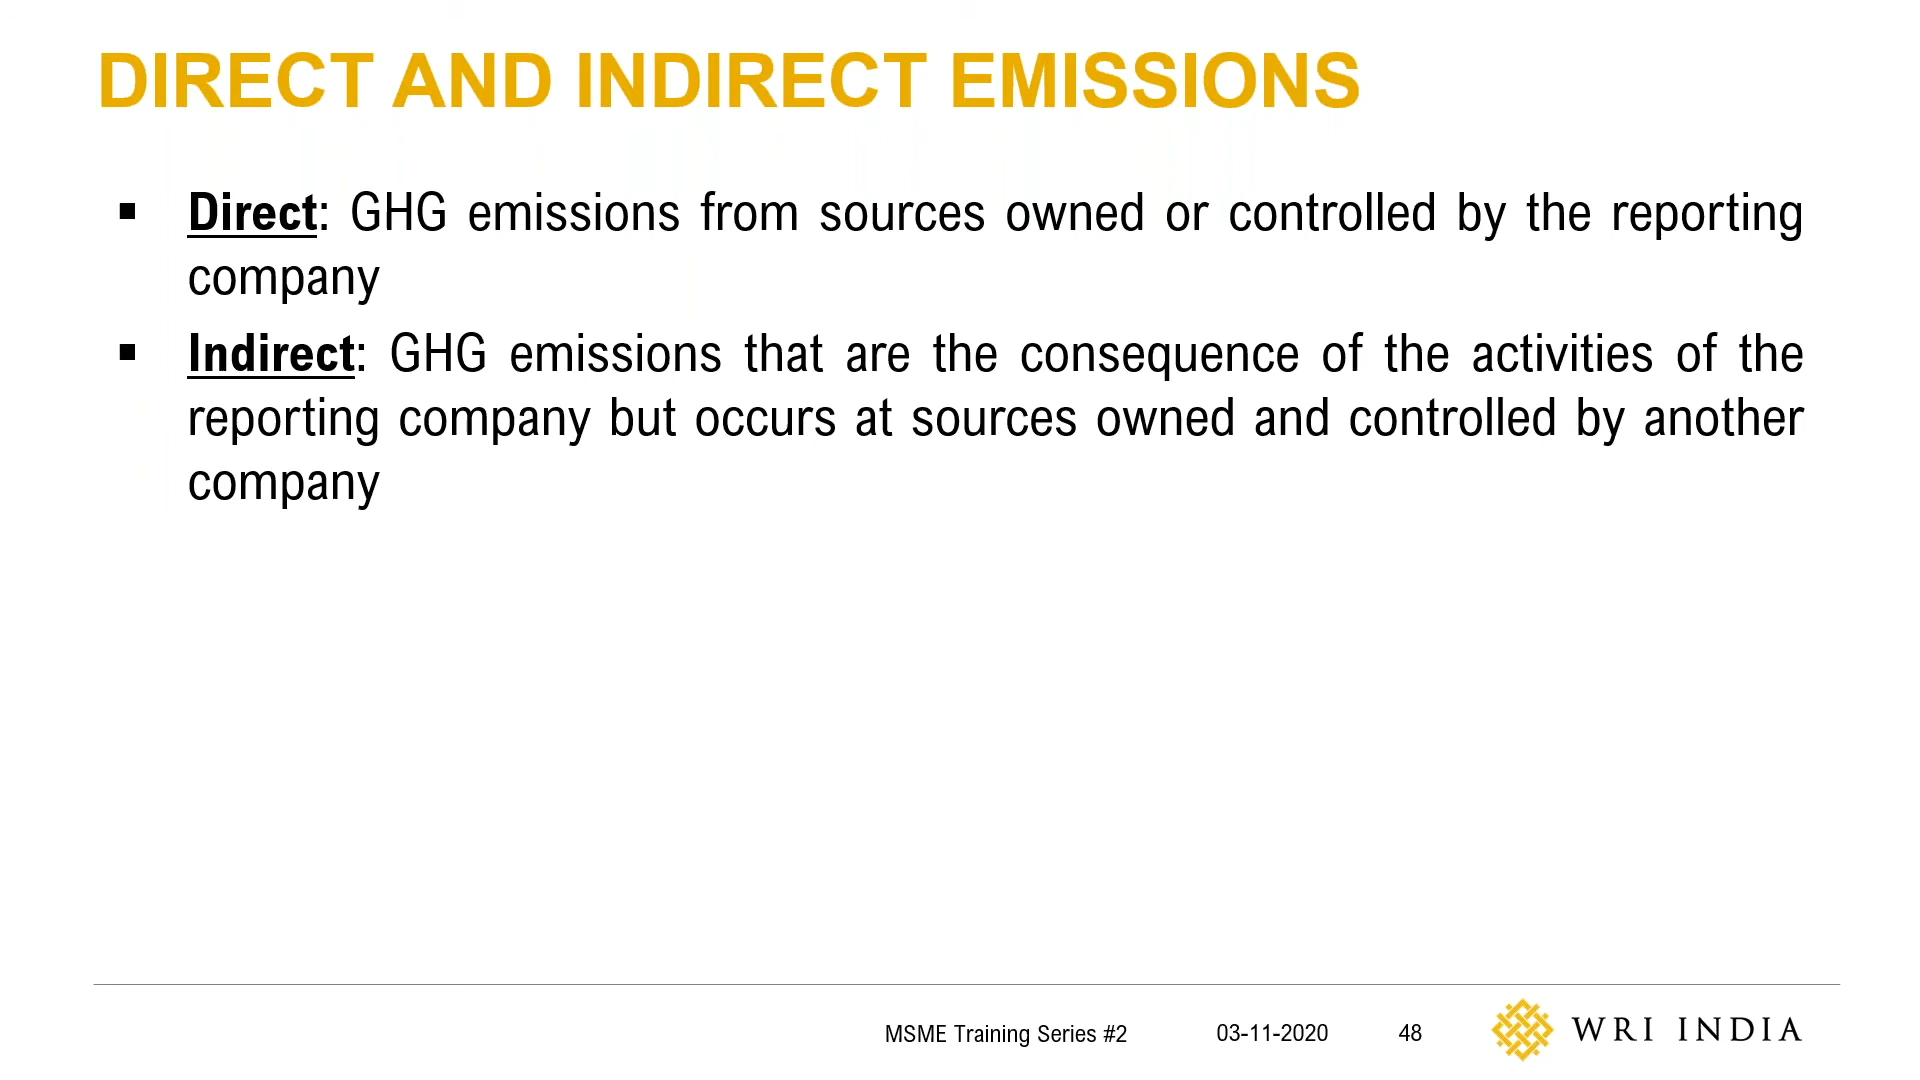 DIRECT AND INDIRECT EMISSIONS
▪ Direct: GHG emissions from sources owned or controlled by the reporting
company
▪ Indirect: GHG emissions that are the consequence of the activities of the
reporting company but occurs at sources owned and controlled by another
company
MSME Training Series #2 03-11-2020 48 WRI INDIA